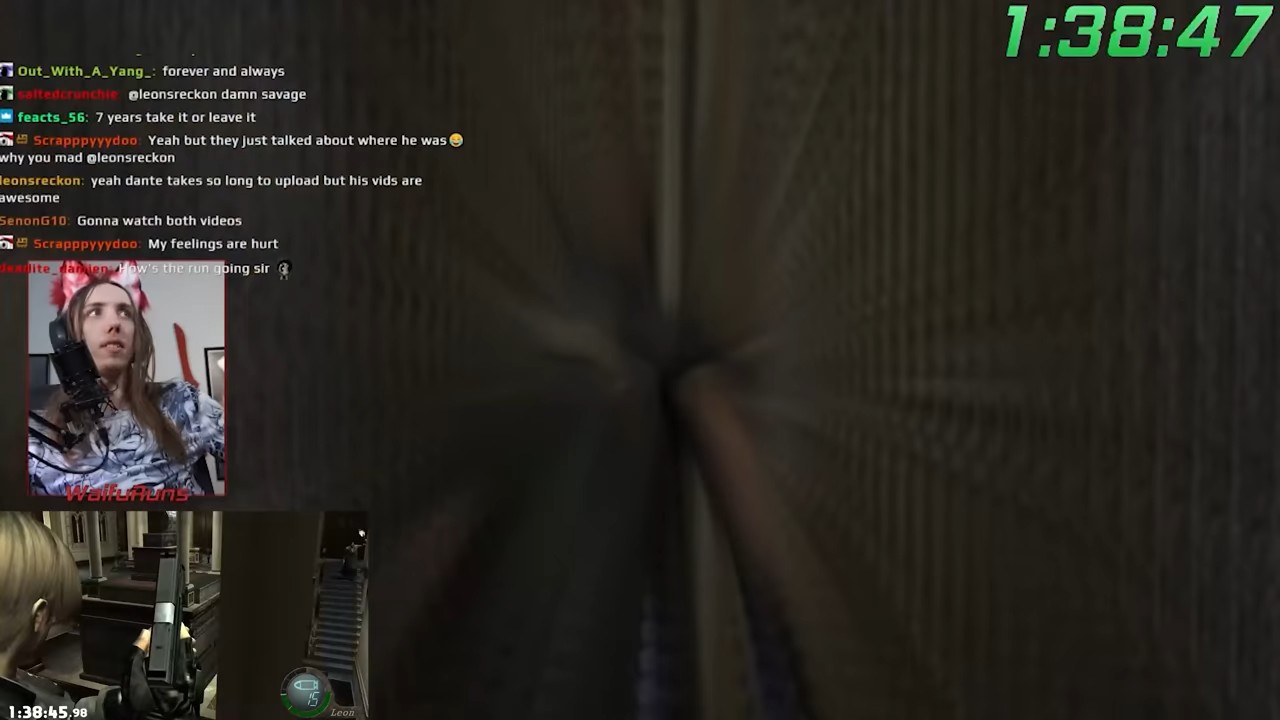 1:38:47
Out_With_A_Yang_: forever and always
saltedcrunchie @leonsreckon damn savage
feacts_56: 7 years take it or leave it
Scrapppyyydoo: Yeah but they just talked about where he was😂
why you mad @leonsreckon
leonsreckon: yeah dante takes so long to upload but his vids are
awesome
SenonG10: Gonna watch both videos
Scrapppyyydoo: My feelings are hurt
deadite_damien How's the run going sir
WaifuRuns
15
Leon
1:38:45.98